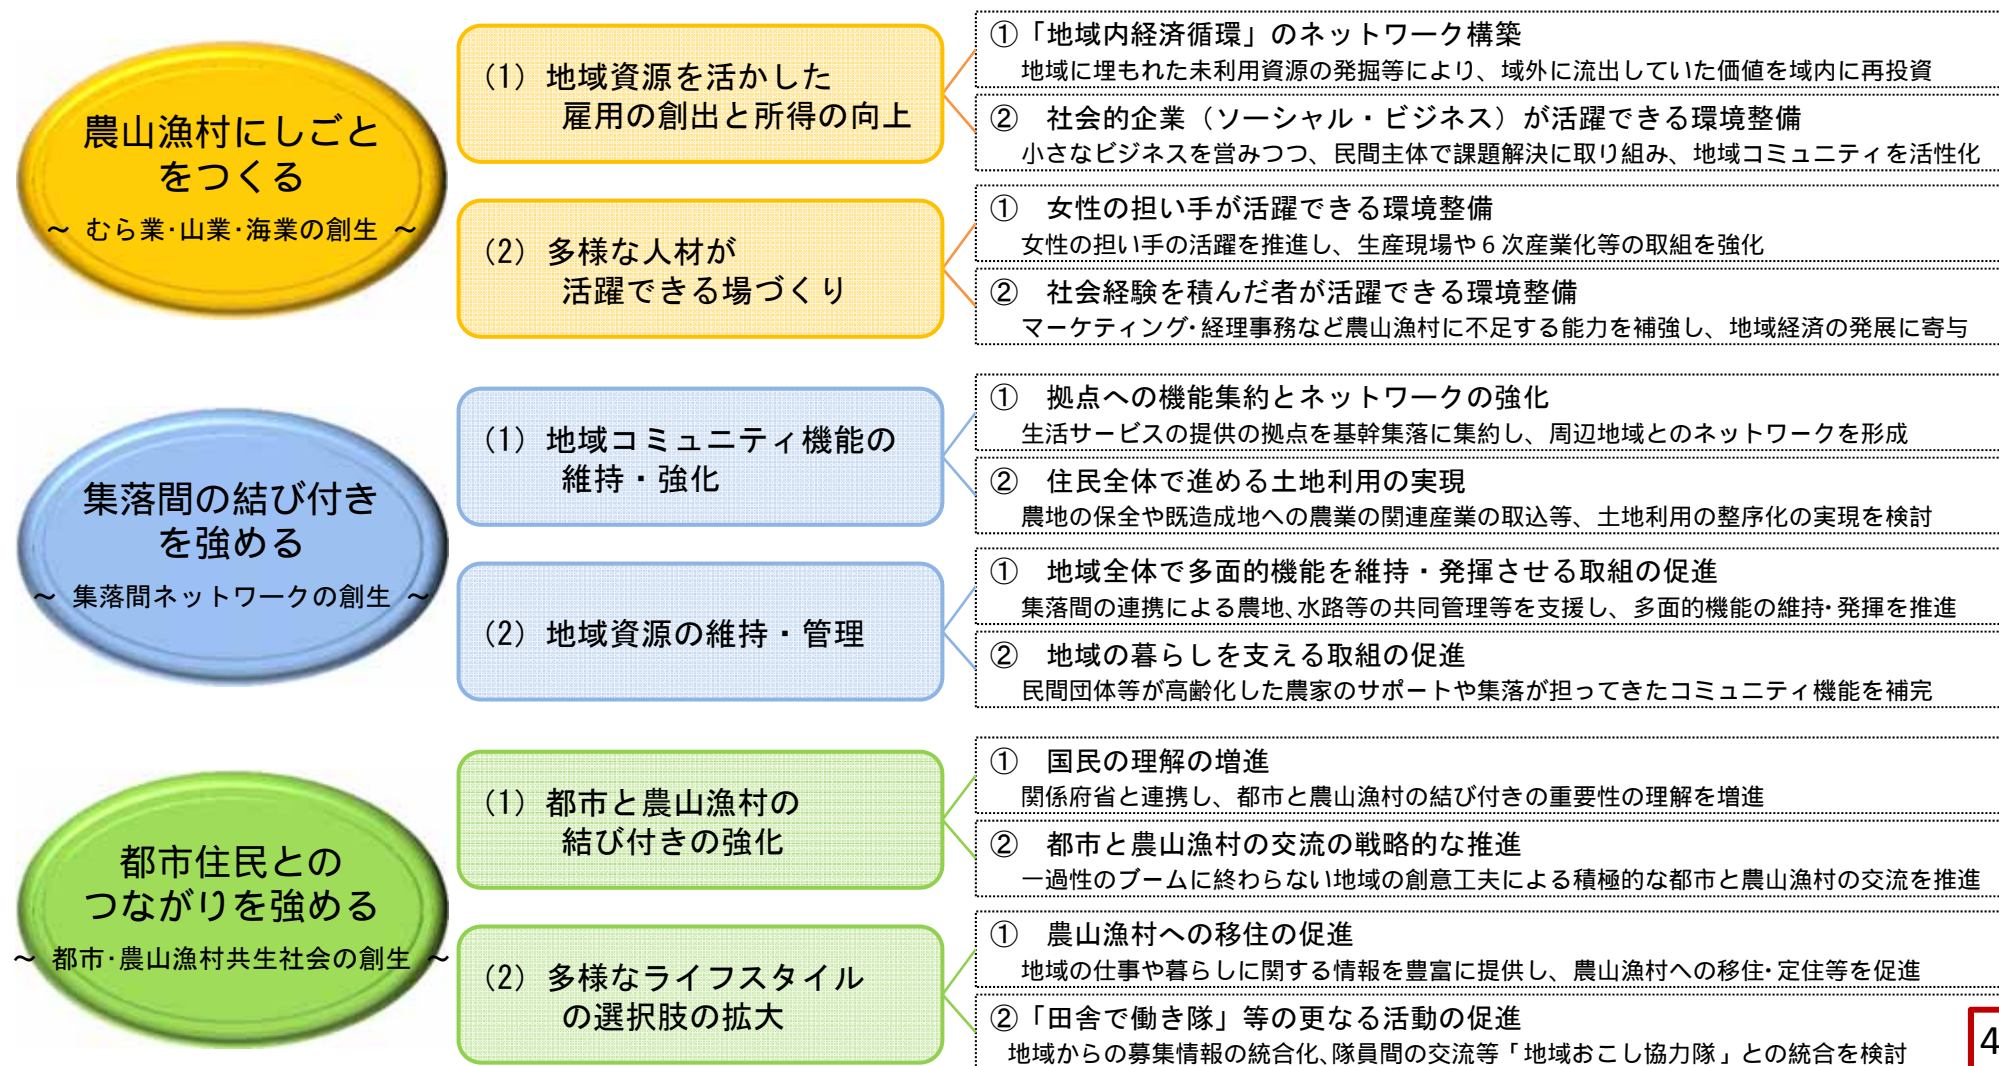 農山漁村にしごと
をつくる
～ むら業･山業･海業の創生 ～
(1) 地域資源を活かした
雇用の創出と所得の向上
①「地域内経済循環」のネットワーク構築
地域に埋もれた未利用資源の発掘等により、域外に流出していた価値を域内に再投資
② 社会的企業（ソーシャル・ビジネス）が活躍できる環境整備
小さなビジネスを営みつつ、民間主体で課題解決に取り組み、地域コミュニティを活性化
(2) 多様な人材が
活躍できる場づくり
① 女性の担い手が活躍できる環境整備
女性の担い手の活躍を推進し、生産現場や６次産業化等の取組を強化
② 社会経験を積んだ者が活躍できる環境整備
マーケティング･経理事務など農山漁村に不足する能力を補強し、地域経済の発展に寄与
集落間の結び付き
を強める
～ 集落間ネットワークの創生 ～
(1) 地域コミュニティ機能の
維持・強化
① 拠点への機能集約とネットワークの強化
生活サービスの提供の拠点を基幹集落に集約し、周辺地域とのネットワークを形成
② 住民全体で進める土地利用の実現
農地の保全や既造成地への農業の関連産業の取込等、土地利用の整序化の実現を検討
(2) 地域資源の維持・管理
① 地域全体で多面的機能を維持・発揮させる取組の促進
集落間の連携による農地､水路等の共同管理等を支援し、多面的機能の維持･発揮を推進
② 地域の暮らしを支える取組の促進
民間団体等が高齢化した農家のサポートや集落が担ってきたコミュニティ機能を補完
都市住民との
つながりを強める
～ 都市･農山漁村共生社会の創生 ～
(1) 都市と農山漁村の
結び付きの強化
① 国民の理解の増進
関係府省と連携し、都市と農山漁村の結び付きの重要性の理解を増進
② 都市と農山漁村の交流の戦略的な推進
一過性のブームに終わらない地域の創意工夫による積極的な都市と農山漁村の交流を推進
(2) 多様なライフスタイル
の選択肢の拡大
① 農山漁村への移住の促進
地域の仕事や暮らしに関する情報を豊富に提供し、農山漁村への移住･定住等を促進
②「田舎で働き隊」等の更なる活動の促進
地域からの募集情報の統合化､隊員間の交流等「地域おこし協力隊」との統合を検討
4